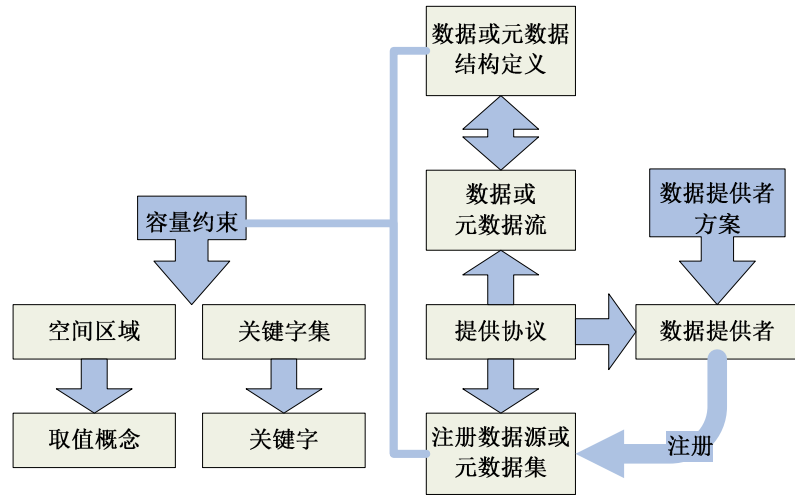 数据或元数据
结构定义
数据或
元数据流
数据提供者
方案
容量约束
空间区域
关键字集
提供协议
数据提供者
取值概念
关键字
注册数据源或
元数据集
注册